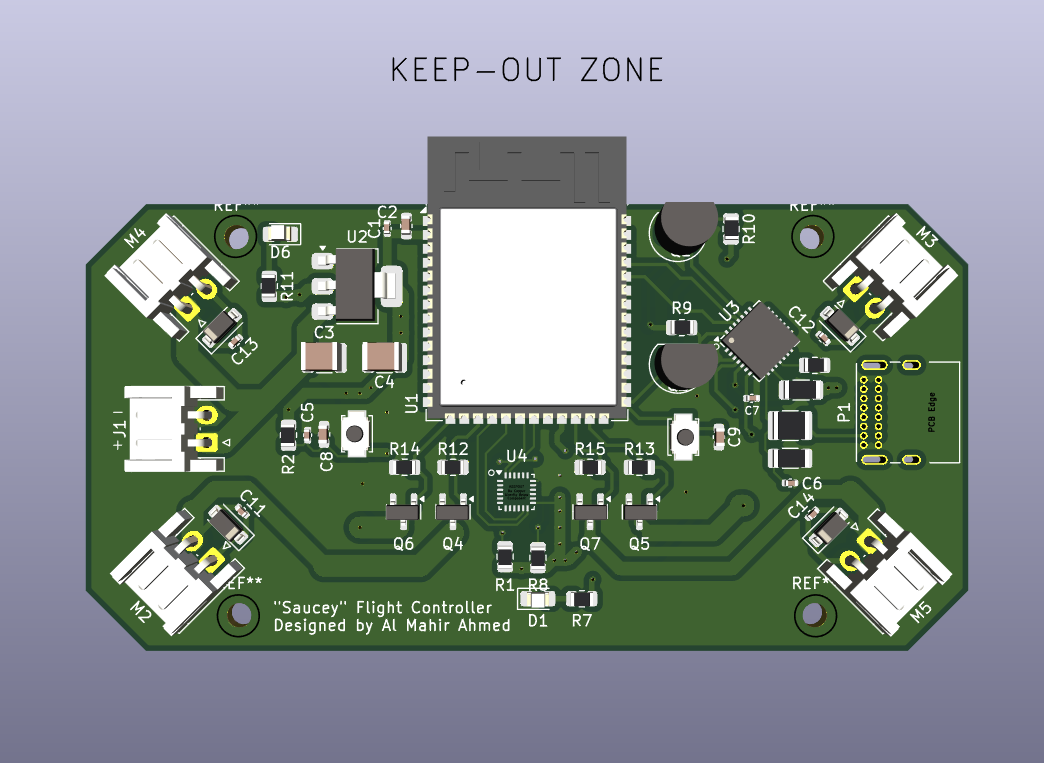 KEEP-OUT ZONE
REF**
REF**
M4
D6
C2
C1
U2
R10
M3
R11
C3
C13
C4
R9
U3
C12
C7
P1
PCB Edge
+ J1 -
U1
C5
R2
C8
R14
R12
U4
R15
R13
C9
C6
C11
C14
Q6
Q4
Q7
Q5
R1
R8
M2
EF**
REF*
M5
D1
R7
"Saucey" Flight Controller
Designed by Al Mahir Ahmed